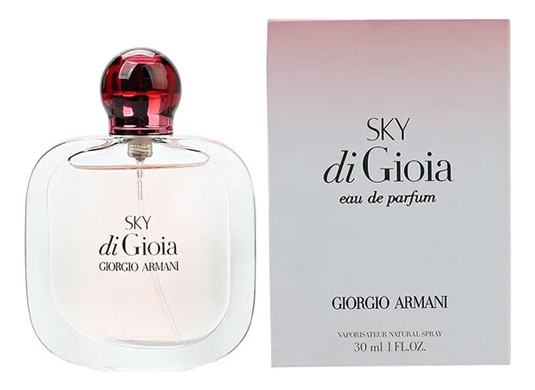 SKY
di Gioia
GIORGIO ARMANI
SKY
di Gioia
eau de parfum
GIORGIO ARMANI
VAPORISATEUR NATURAL SPRAY
30 ml 1 FL.OZ.